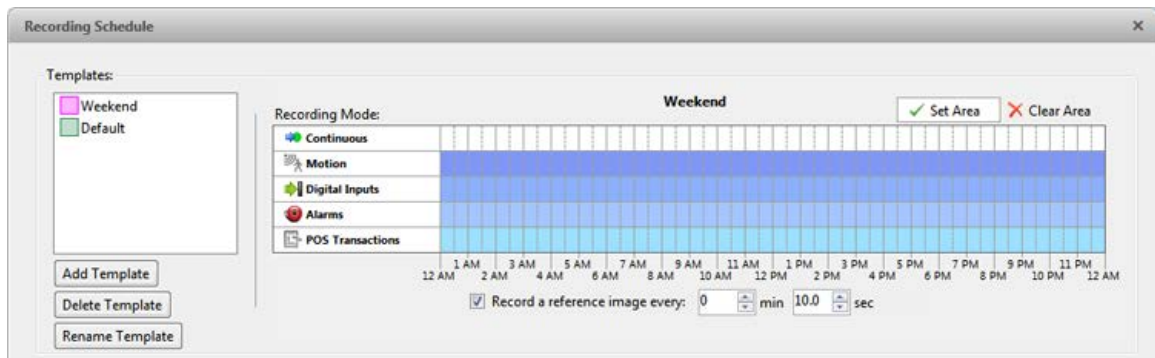 Recording Schedule
Templates:
Weekend
Default
Add Template
Delete Template
Rename Template
Weekend
Recording Mode:
Set Area Clear Area
Continuous
Motion
Digital Inputs
Alarms
POS Transactions
1 AM 3 AM 5 AM 7 AM 9 AM 11 AM 1 PM 3 PM 5 PM 7 PM 9 PM 11 PM
12 AM 2 AM 4 AM 6 AM 8 AM 10 AM 12 PM 2 PM 4 PM 6 PM 8 PM 10 PM 12 AM
Record a reference image every: 0 min 10.0 sec